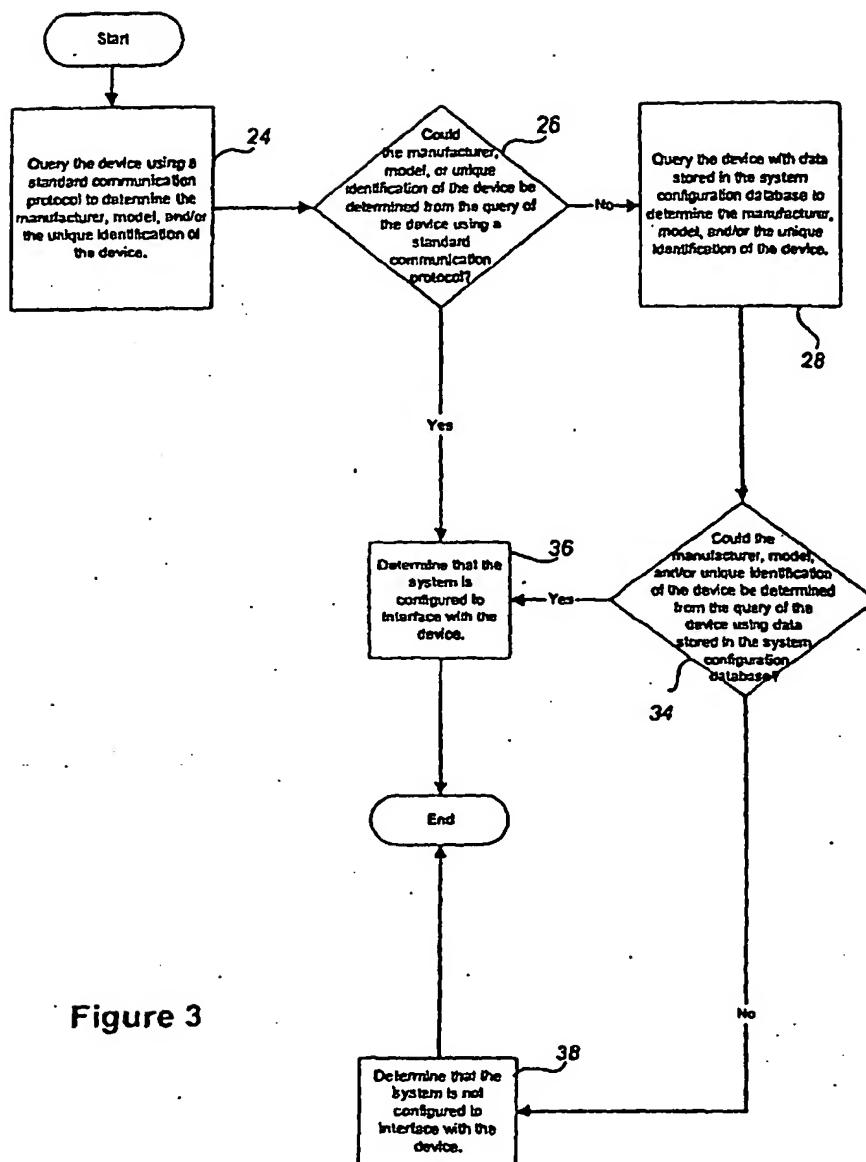 Start
24
Query the device using a
standard communication
protocol to determine the
manufacturer, model, and/or
the unique identification of
the device.
26
Could
the manufacturer,
model, or unique
identification of the device be
determined from the query of
the device using a
standard
communication
protocol?
No
Query the device with data
stored in the system
configuration database to
determine the manufacturer,
model, and/or the unique
identification of the device.
28
Yes
36
Determine that the
system is
configured to
interface with the
device.
Yes
Could the
manufacturer, model,
and/or unique identification
of the device be determined
from the query of the
device using data
stored in the system
configuration
database?
34
End
Figure 3
No
38
Determine that the
system is not
configured to
interface with the
device.